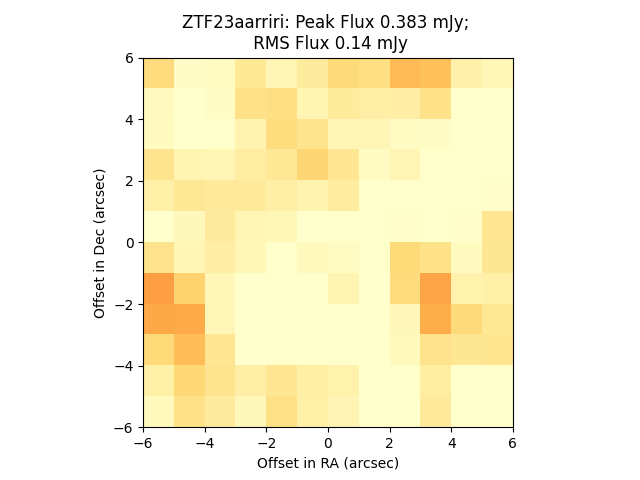 ZTF23aarriri: Peak Flux 0.383 mJy;
RMS Flux 0.14 mJy
6
4
2
0
−2
−4
−6
Offset in Dec (arcsec)
−6 −4 −2 0 2 4 6
Offset in RA (arcsec)